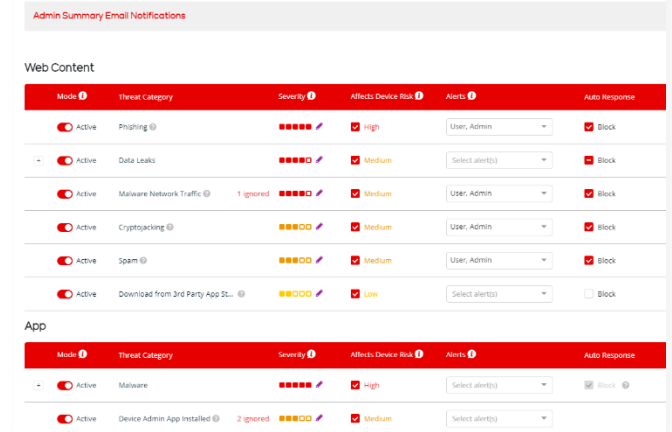 Admin Summary Email Notifications
Web Content
Mode Threat Category Severity Affects Device Risk Alerts Auto Response
Active Phishing High User, Admin Block
Active Data Leaks Medium Select alert(s) Block
Active Malware Network Traffic 1 ignored Medium User, Admin Block
Active Cryptojacking Medium User, Admin Block
Active Spam Medium User, Admin Block
Active Download from 3rd Party App St... Low Select alert(s) Block
App
Mode Threat Category Severity Affects Device Risk Alerts Auto Response
Active Malware High Select alert(s) Block
Active Device Admin App Installed 2 ignored Medium Select alert(s)